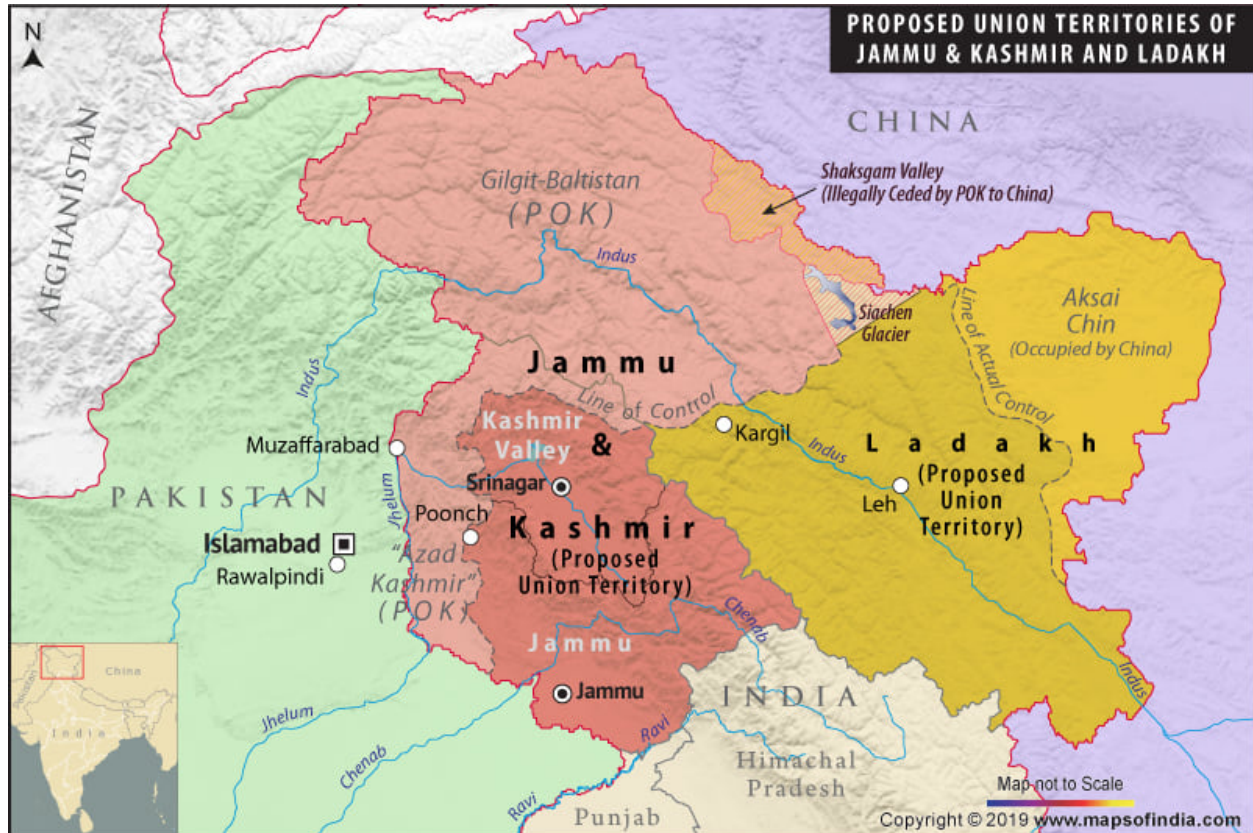 PROPOSED UNION TERRITORIES OF
JAMMU & KASHMIR AND LADAKH
N
AFGHANISTAN
CHINA
Shaksgam Valley
(Illegally Ceded by POK to China)
Gilgit-Baltistan
(POK)
Indus
Siachen
Glacier
Line of Actual Control
Aksai
Chin
(Occupied by China)
Indus
Jammu
Line of Control
Kashmir
Valley
&
Kargil
Muzaffarabad
Indus
Ladakh
(Proposed
Union
Territory)
Leh
Srinagar
PAKISTAN
Jhelum
Poonch
Kashmir
(Proposed
Union Territory)
Islamabad
Rawalpindi
"Azad
Kashmir"
(POK)
Chenab
Jammu
Jammu
Indus
INDIA
Jhelum
Chenab
Ravi
Ravi
Himachal
Pradesh
Punjab
Pakistan
China
India
Map not to Scale
Copyright © 2019 www.mapsofindia.com